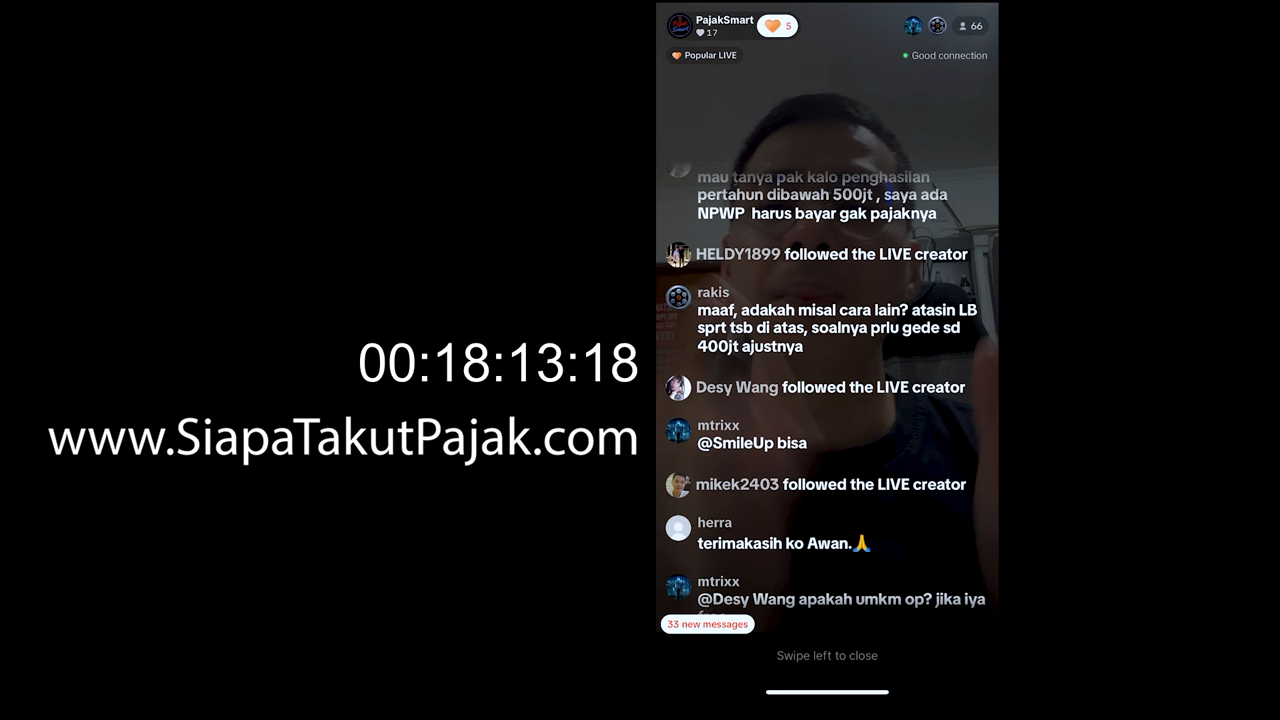 PajakSmart
17
5
66
Popular LIVE
Good connection
mau tanya pak kalo penghasilan
pertahun dibawah 500jt , saya ada
NPWP harus bayar gak pajaknya
HELDY1899 followed the LIVE creator
rakis
maaf, adakah misal cara lain? atasin LB
sprt tsb di atas, soalnya prlu gede sd
400jt ajustnya
Desy Wang followed the LIVE creator
mtrixx
@SmileUp bisa
mikek2403 followed the LIVE creator
herra
terimakasih ko Awan.🙏
mtrixx
@Desy Wang apakah umkm op? jika iya
33 new messages
Swipe left to close
00:18:13:18
www.SiapaTakutPajak.com